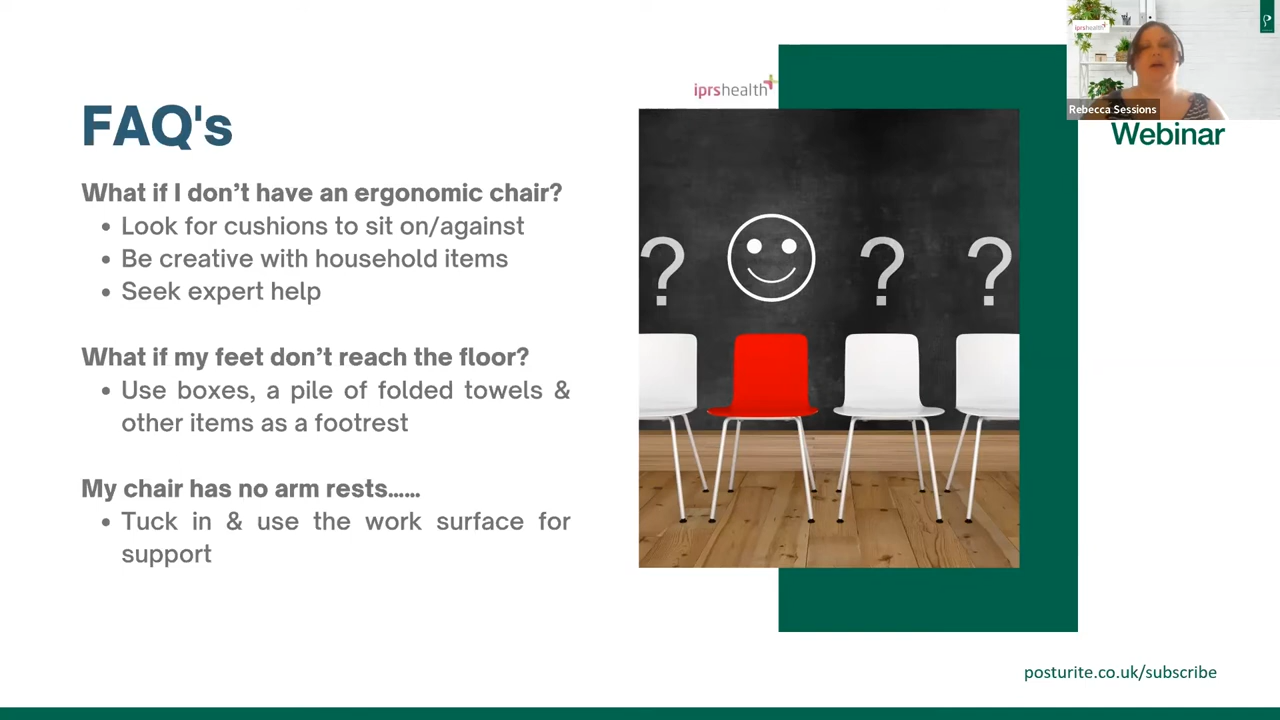 iprshealth
Rebecca Sessions
Webinar
iprshealth
FAQ's
What if I don’t have an ergonomic chair?
• Look for cushions to sit on/against
• Be creative with household items
• Seek expert help
What if my feet don’t reach the floor?
• Use boxes, a pile of folded towels &
other items as a footrest
My chair has no arm rests......
• Tuck in & use the work surface for
support
? ? ?
posturite.co.uk/subscribe